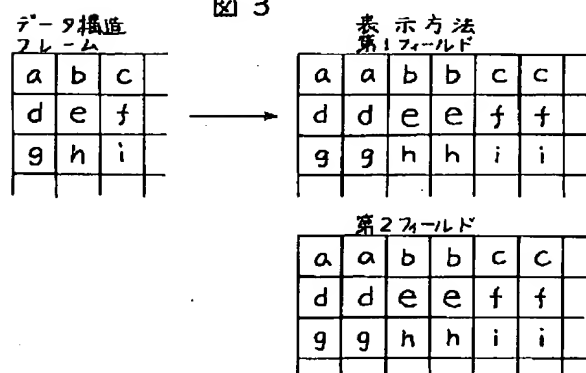 図 3
データ構造
フレーム
a b c
d e f
g h i
表示方法
第1フィールド
a a b b c c
d d e e f f
g g h h i i
第2フィールド
a a b b c c
d d e e f f
g g h h i i